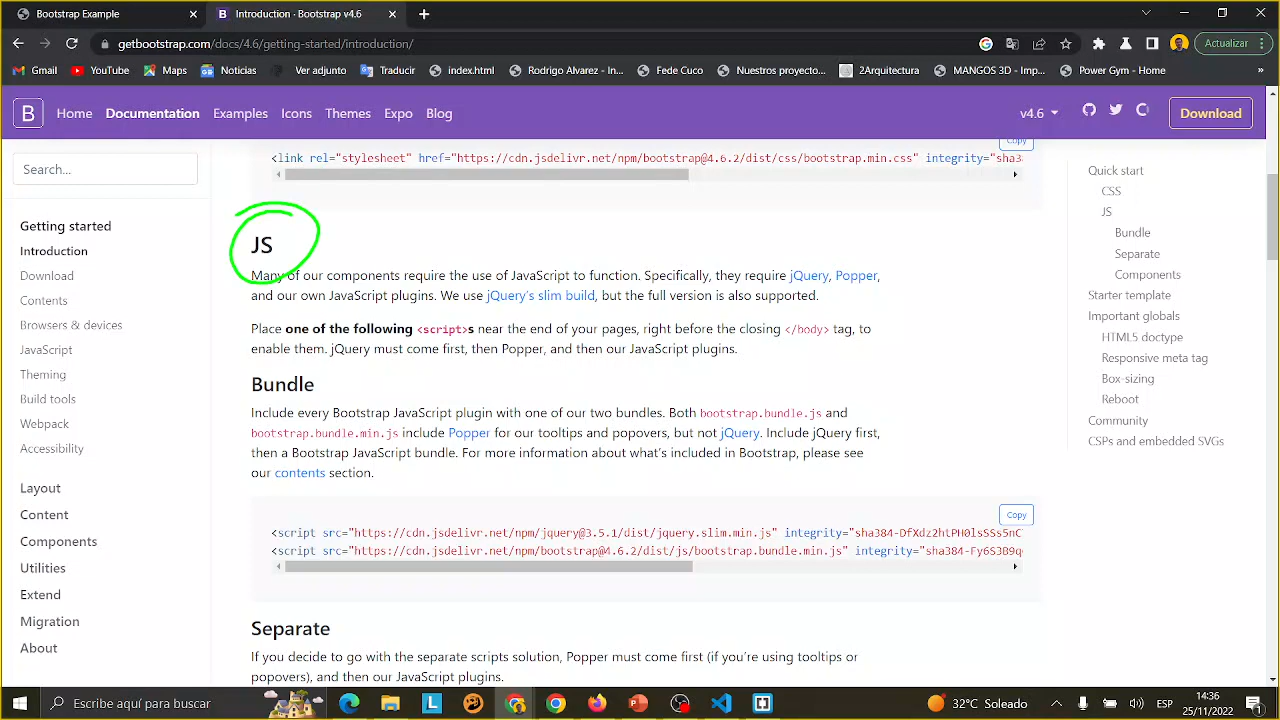 Bootstrap Example
Introduction · Bootstrap v4.6
getbootstrap.com/docs/4.6/getting-started/introduction/
Actualizar
Gmail
YouTube
Maps
Noticias
Ver adjunto
Traducir
index.html
Rodrigo Alvarez - In...
Fede Cuco
Nuestros proyecto...
2Arquitetos
MANGOS 3D - Imp...
Power Gym - Home
»
B
Home
Documentation
Examples
Icons
Themes
Expo
Blog
v4.6
Download
Search...
Getting started
Introduction
Download
Contents
Browsers & devices
JavaScript
Theming
Build tools
Webpack
Accessibility
Layout
Content
Components
Utilities
Extend
Migration
About
Copy
<link rel="stylesheet" href="https://cdn.jsdelivr.net/npm/bootstrap@4.6.2/dist/css/bootstrap.min.css" integrity="sha3
JS
Many of our components require the use of JavaScript to function. Specifically, they require jQuery, Popper,
and our own JavaScript plugins. We use jQuery's slim build, but the full version is also supported.
Place one of the following <script>s near the end of your pages, right before the closing </body> tag, to
enable them. jQuery must come first, then Popper, and then our JavaScript plugins.
Bundle
Include every Bootstrap JavaScript plugin with one of our two bundles. Both bootstrap.bundle.js and
bootstrap.bundle.min.js include Popper for our tooltips and popovers, but not jQuery. Include jQuery first,
then a Bootstrap JavaScript bundle. For more information about what's included in Bootstrap, please see
our contents section.
Copy
<script src="https://cdn.jsdelivr.net/npm/jquery@3.5.1/dist/jquery.slim.min.js" integrity="sha384-DfXdz2htPH0lsSSs5nC
<script src="https://cdn.jsdelivr.net/npm/bootstrap@4.6.2/dist/js/bootstrap.bundle.min.js" integrity="sha384-Fy6S3B9q
Separate
If you decide to go with the separate scripts solution, Popper must come first (if you're using tooltips or
popovers), and then our JavaScript plugins.
Quick start
CSS
JS
Bundle
Separate
Components
Starter template
Important globals
HTML5 doctype
Responsive meta tag
Box-sizing
Reboot
Community
CSPs and embedded SVGs
Escribe aquí para buscar
32°C Soleado
ESP
14:36
25/11/2022